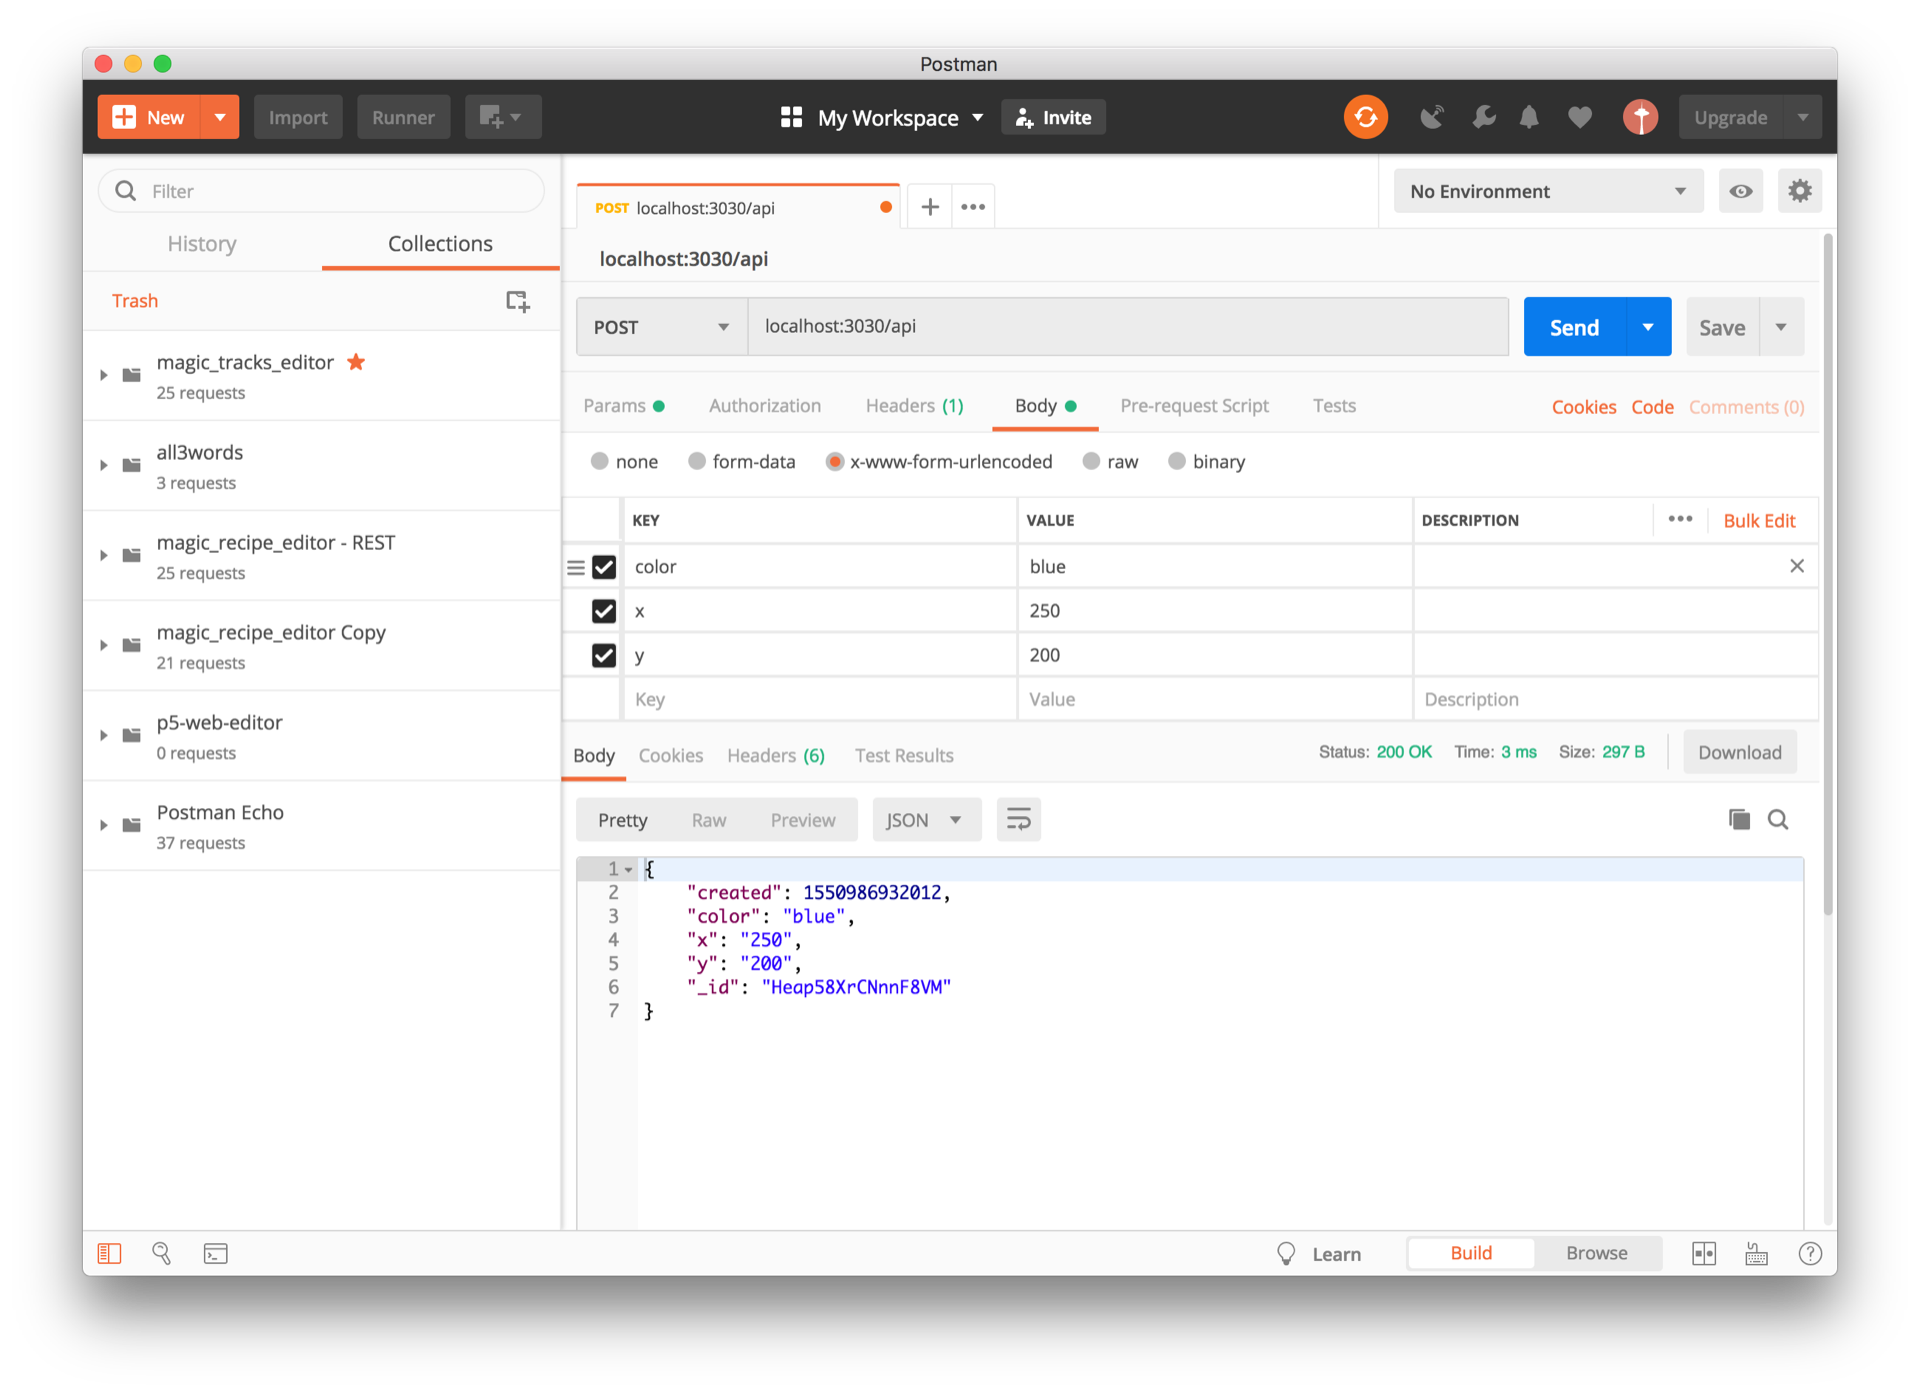 Postman
New
Import
Runner
My Workspace
Invite
Upgrade
Filter
History
Collections
Trash
magic_tracks_editor
25 requests
all3words
3 requests
magic_recipe_editor - REST
25 requests
magic_recipe_editor Copy
21 requests
p5-web-editor
0 requests
Postman Echo
37 requests
POST localhost:3030/api
No Environment
localhost:3030/api
POST
localhost:3030/api
Send
Save
Params
Authorization
Headers (1)
Body
Pre-request Script
Tests
Cookies
Code
Comments (0)
none
form-data
x-www-form-urlencoded
raw
binary
KEY VALUE DESCRIPTION Bulk Edit
color blue
x 250
y 200
Key Value Description
Body
Cookies
Headers (6)
Test Results
Status: 200 OK
Time: 3 ms
Size: 297 B
Download
Pretty
Raw
Preview
JSON
1 {
2 "created": 1550986932012,
3 "color": "blue",
4 "x": "250",
5 "y": "200",
6 "_id": "Heap58XrCNnnF8VM"
7 }
Learn
Build
Browse